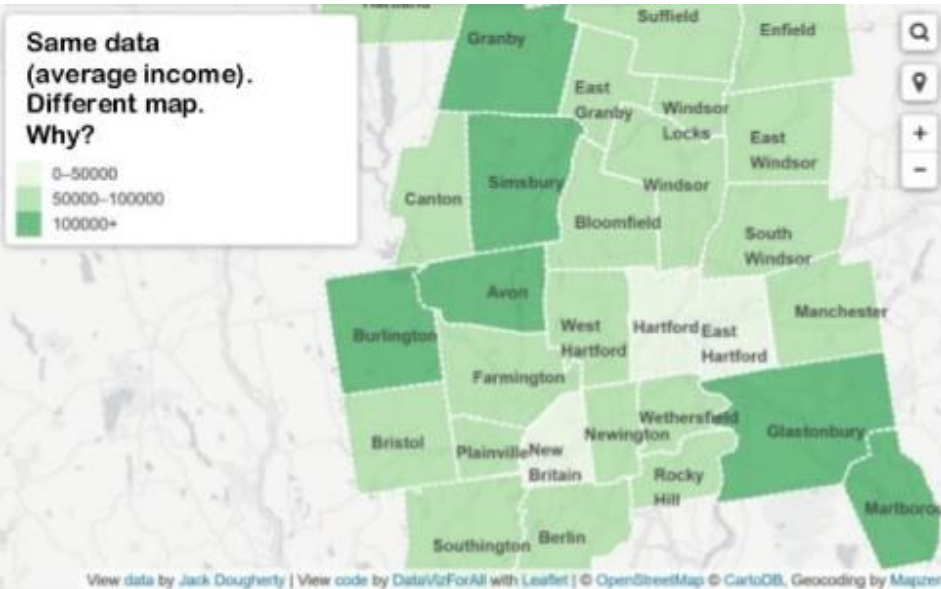 Same data
(average income).
Different map.
Why?
0–50000
50000–100000
100000+
Hartland
Granby
Suffield
Enfield
East
Granby
Windsor
Locks
East
Windsor
Canton
Simsbury
Windsor
Bloomfield
South
Windsor
Avon
Burlington
West
Hartford
Hartford
East
Hartford
Manchester
Farmington
Bristol
Plainville
New
Britain
Newington
Wethersfield
Rocky
Hill
Glastonbury
Marlboro
Southington
Berlin
+
−
View data by Jack Dougherty | View code by DataVizForAll with Leaflet | © OpenStreetMap © CartoDB, Geocoding by Mapzen